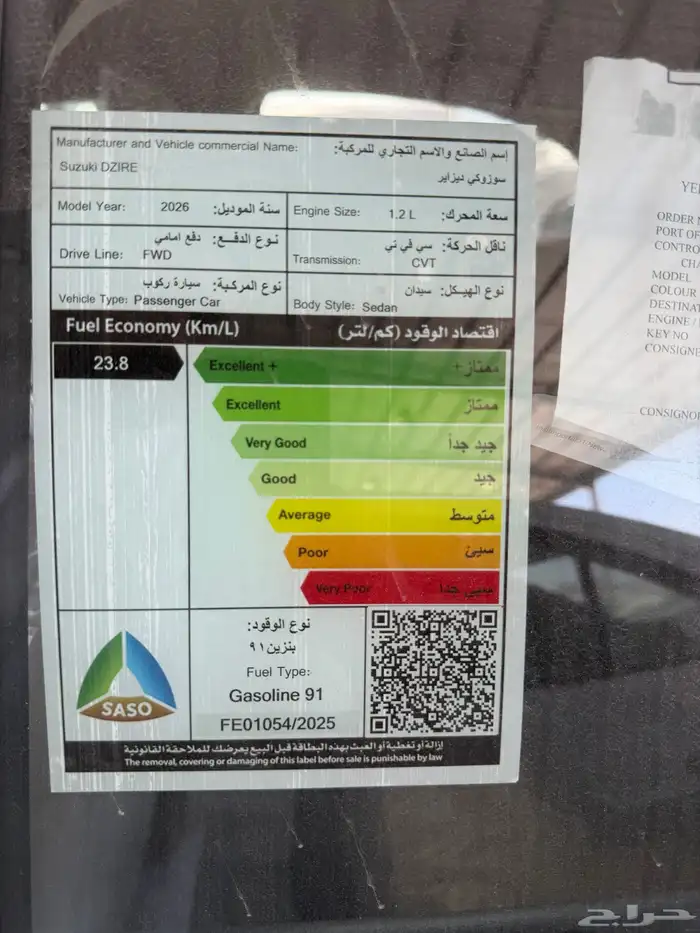 Manufacturer and Vehicle commercial Name: إسم الصانع والاسم التجاري للمركبة:
Suzuki DZIRE سوزوكي ديزاير
Model Year: 2026 سنة الموديل:
Engine Size: 1.2 L سعة المحرك:
نوع الدفع: دفع امامي
Drive Line: FWD
ناقل الحركة: سي في تي
Transmission: CVT
نوع المركبة: سيارة ركوب
Vehicle Type: Passenger Car
نوع الهيكل: سيدان
Body Style: Sedan
Fuel Economy (Km/L) اقتصاد الوقود (كم/لتر)
23.8
Excellent + ممتاز+
Excellent ممتاز
Very Good جيد جداً
Good جيد
Average متوسط
Poor سيئ
Very Poor سيئ جدا
SASO
نوع الوقود:
بنزين ٩١
Fuel Type:
Gasoline 91
FE01054/2025
إزالة أو تغطية أو العبث بهذه البطاقة قبل البيع يعرضك للملاحقة القانونية
The removal, covering or damaging of this label before sale is punishable by law
ORDER
PORT OF
MODEL
COLOUR
ENGINE /
KEY NO
حراج